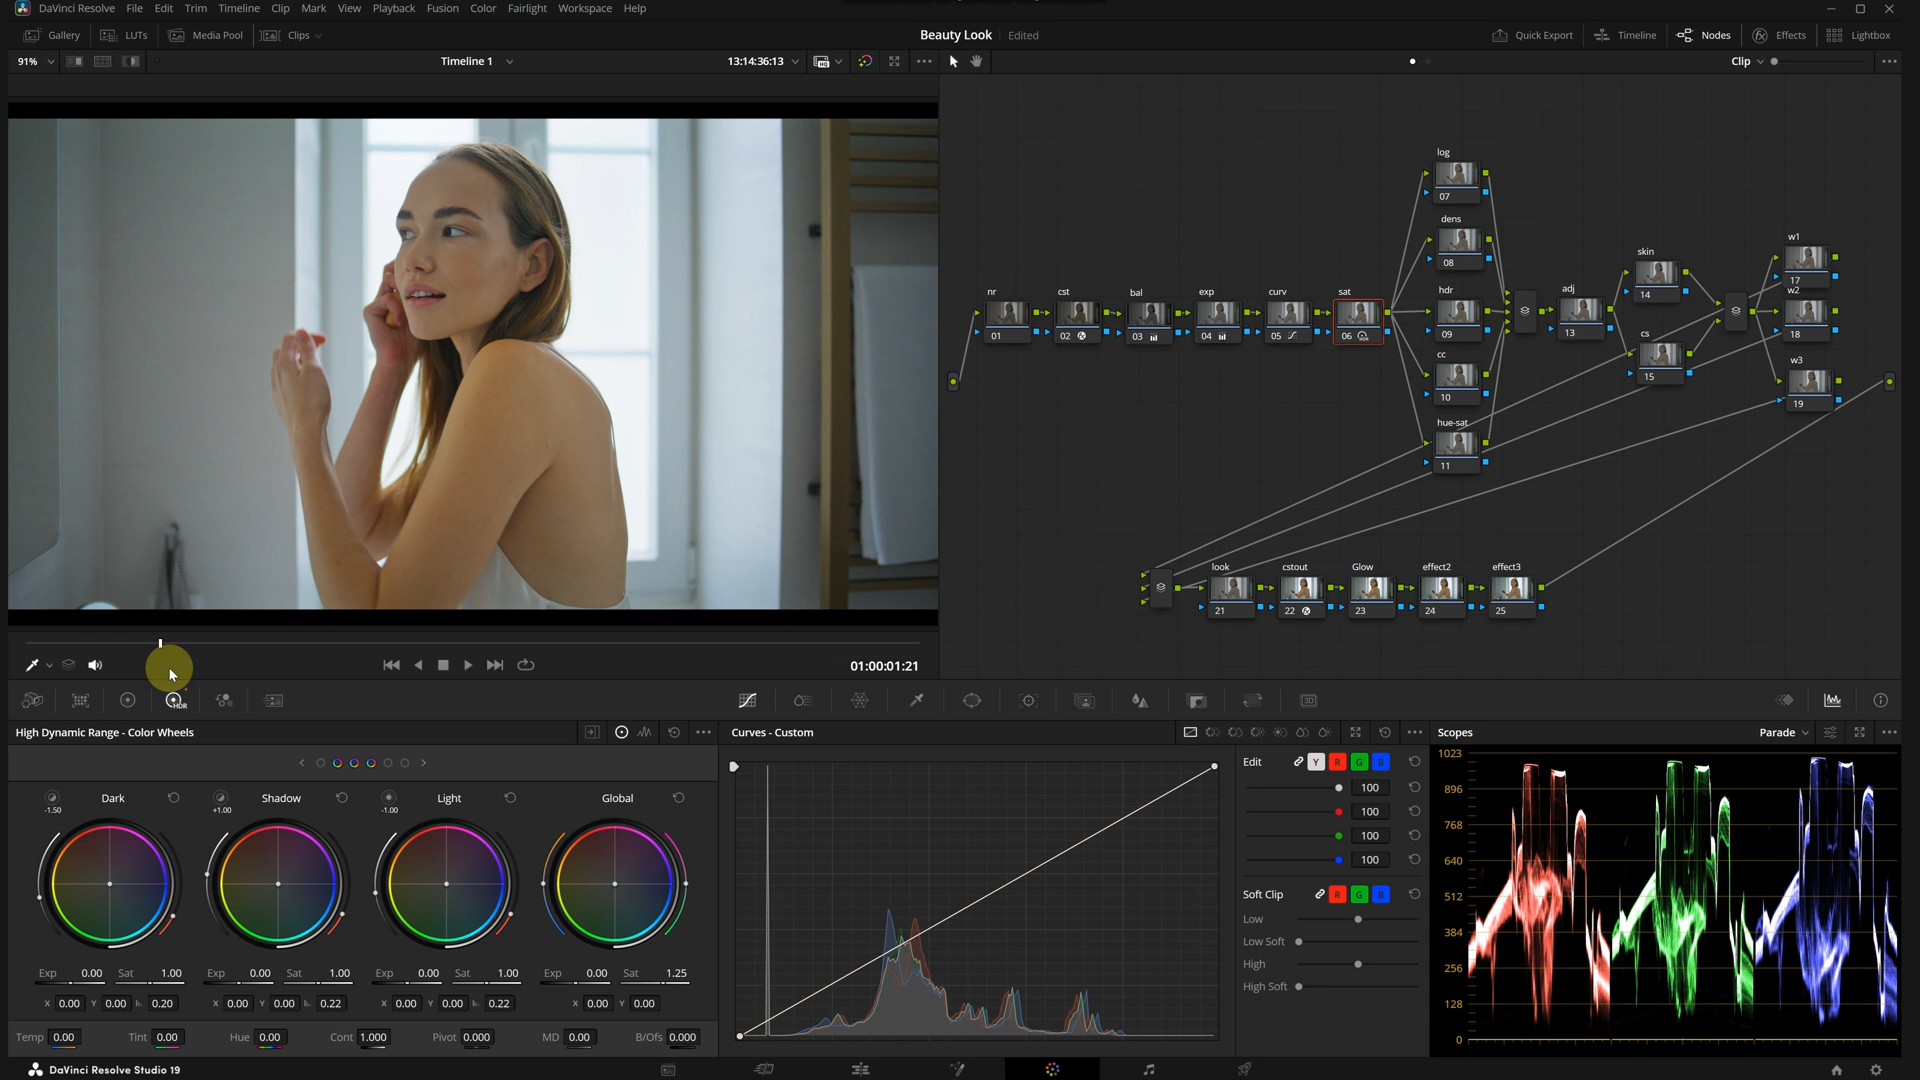 DaVinci Resolve File Edit Trim Timeline Clip Mark View Playback Fusion Color Fairlight Workspace Help
Gallery LUTs Media Pool Clips Beauty Look Edited Quick Export Timeline Nodes Effects Lightbox
91% Timeline 1 13:14:36:13 Clip
log
07
dens
08
nr cst bal exp curv sat hdr adj skin w1
01 02 03 04 05 06 09 13 14 17
w2
18
cc
10
cs
15
w3
19
hue-sat
11
look cstout Glow effect2 effect3
21 22 23 24 25
01:00:01:21
HDR
3D
High Dynamic Range - Color Wheels
Dark Shadow Light Global
-1.50 +1.00 -1.00
Exp 0.00 Sat 1.00 Exp 0.00 Sat 1.00 Exp 0.00 Sat 1.00 Exp 0.00 Sat 1.25
X 0.00 Y 0.00 0.20 X 0.00 Y 0.00 0.22 X 0.00 Y 0.00 0.22 X 0.00 Y 0.00
Temp 0.00 Tint 0.00 Hue 0.00 Cont 1.000 Pivot 0.000 MD 0.00 B/Ofs 0.000
Curves - Custom
Edit Y R G B
100
100
100
100
Soft Clip R G B
Low
Low Soft
High
High Soft
Scopes Parade
1023
896
768
640
512
384
256
128
0
DaVinci Resolve Studio 19